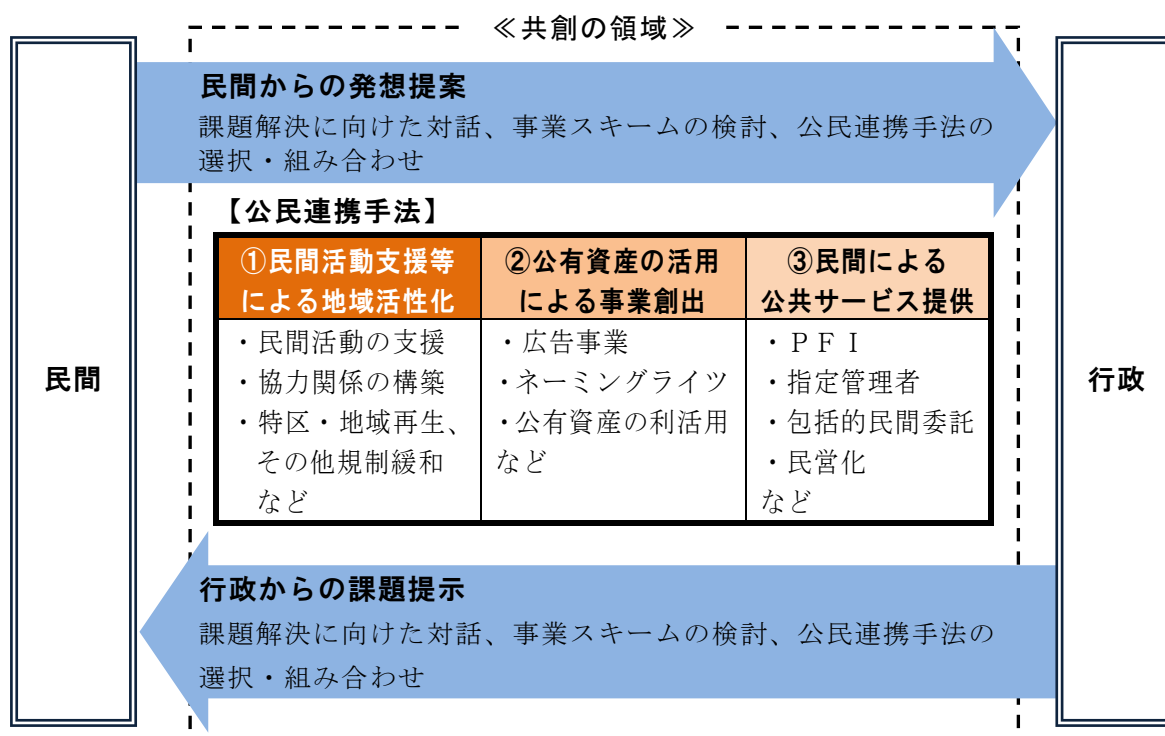 ≪共創の領域≫
民間からの発想提案
課題解決に向けた対話、事業スキームの検討、公民連携手法の
選択・組み合わせ
【公民連携手法】
①民間活動支援等
による地域活性化
・民間活動の支援
・協力関係の構築
・特区・地域再生、
その他規制緩和
など
②公有資産の活用
による事業創出
・広告事業
・ネーミングライツ
・公有資産の利活用
など
③民間による
公共サービス提供
・ＰＦＩ
・指定管理者
・包括的民間委託
・民営化
など
民間
行政
行政からの課題提示
課題解決に向けた対話、事業スキームの検討、公民連携手法の
選択・組み合わせ